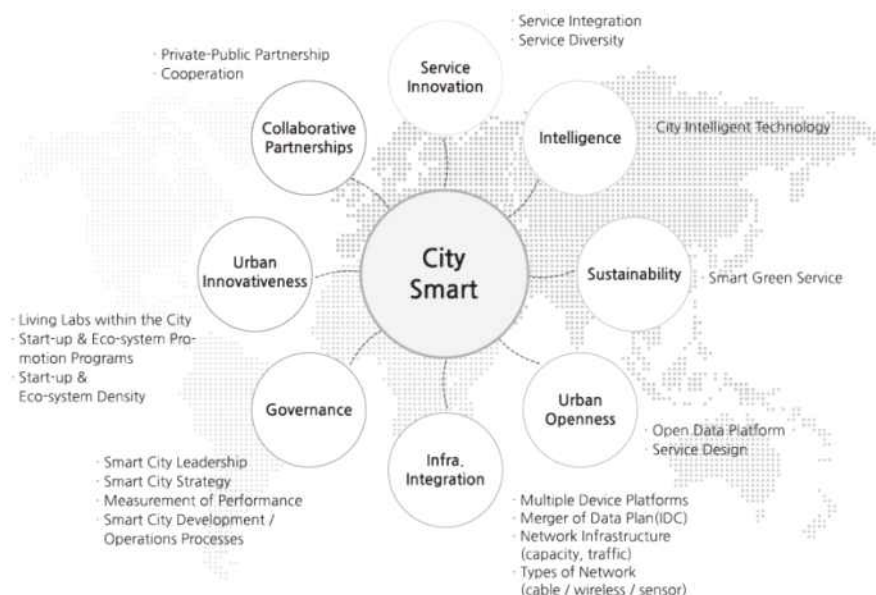 · Service Integration
· Service Diversity
Service
Innovation
· Private-Public Partnership
· Cooperation
Collaborative
Partnerships
Intelligence
City Intelligent Technology
City
Smart
Urban
Innovativeness
Sustainability
· Smart Green Service
· Living Labs within the City
· Start-up & Eco-system Pro-
motion Programs
· Start-up &
Eco-system Density
Governance
Urban
Openness
· Open Data Platform
· Service Design
Infra.
Integration
· Smart City Leadership
· Smart City Strategy
· Measurement of Performance
· Smart City Development /
Operations Processes
· Multiple Device Platforms
· Merger of Data Plan(IDC)
· Network Infrastructure
(capacity, traffic)
· Types of Network
(cable / wireless / sensor)